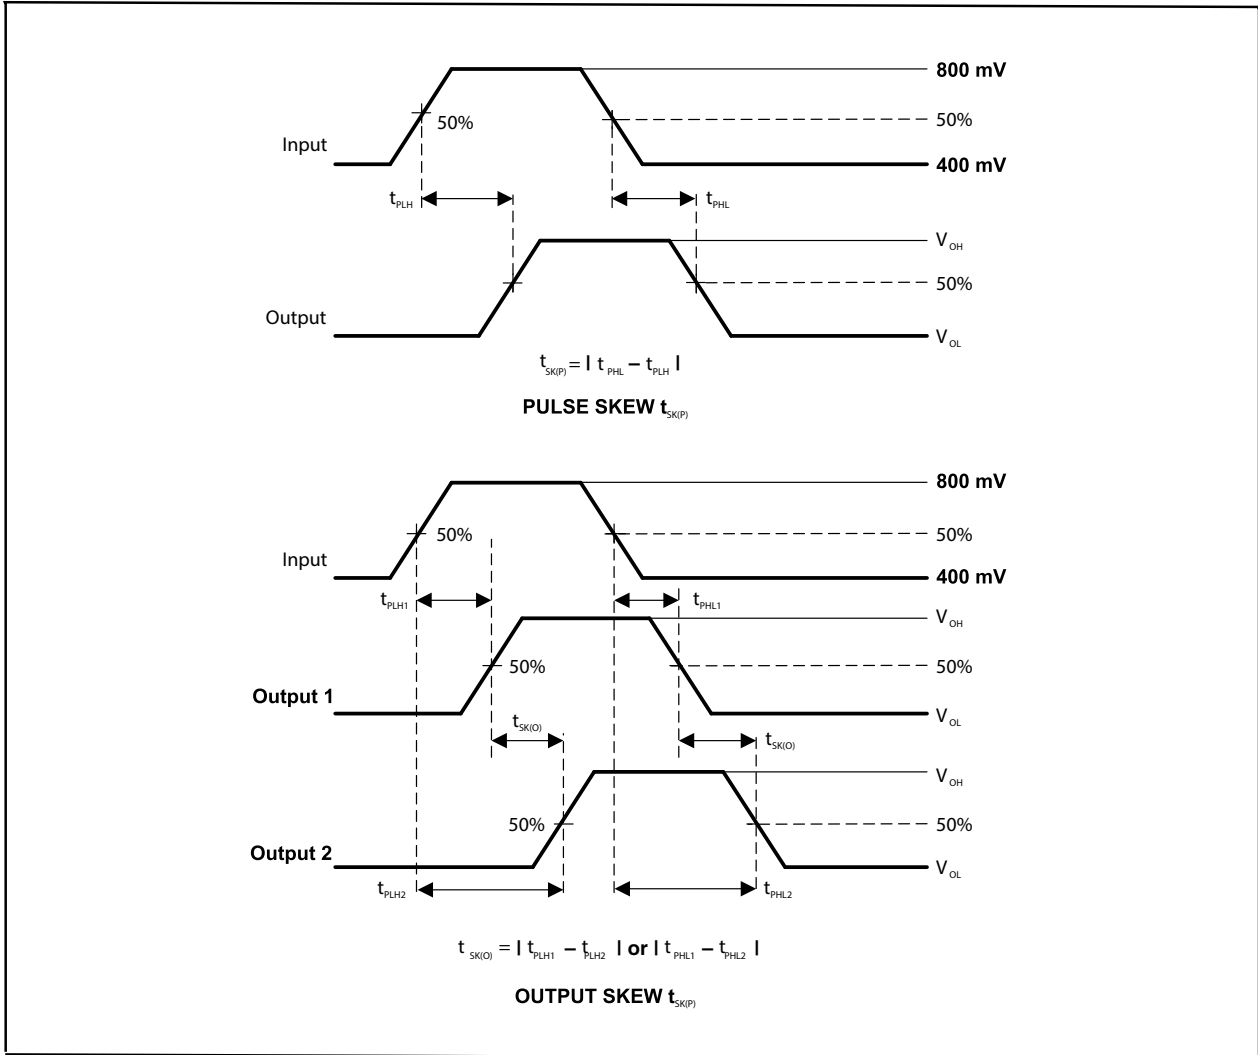 800 mV
50%
50%
Input
400 mV
tPLH
tPHL
VOH
50%
Output
VOL
tSK(P) = | tPHL – tPLH |
PULSE SKEW tSK(P)
800 mV
50%
50%
Input
400 mV
tPLH1
tPHL1
VOH
50%
50%
Output 1
VOL
tSK(O)
tSK(O)
VOH
50%
50%
Output 2
VOL
tPLH2
tPHL2
tSK(O) = | tPLH1 – tPLH2 | or | tPHL1 – tPHL2 |
OUTPUT SKEW tSK(P)